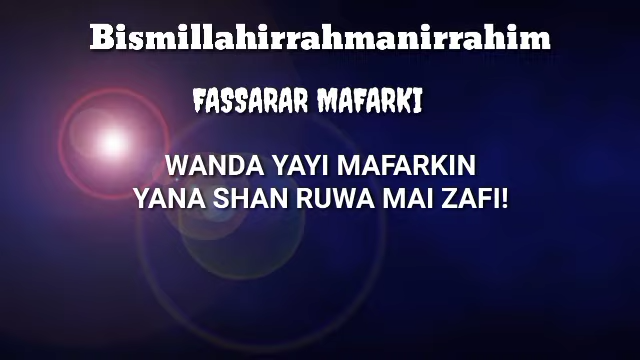 Bismillahirrahmanirrahim
FASSARAR MAFARKI
WANDA YAYI MAFARKIN
YANA SHAN RUWA MAI ZAFI!